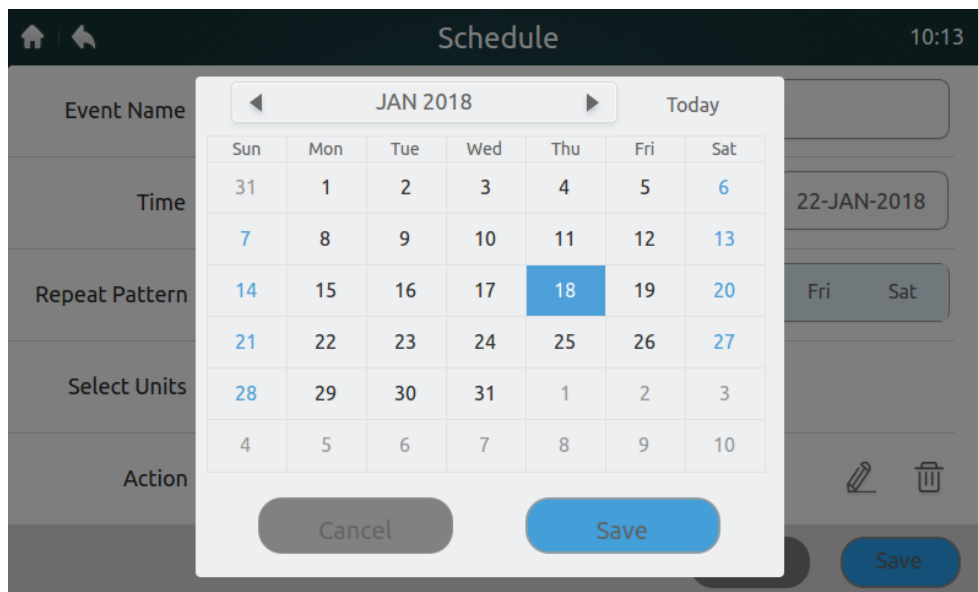 Schedule 10:13
Event Name
JAN 2018 Today
Sun Mon Tue Wed Thu Fri Sat
31 1 2 3 4 5 6
Time 22-JAN-2018
7 8 9 10 11 12 13
Repeat Pattern 14 15 16 17 18 19 20 Fri Sat
21 22 23 24 25 26 27
Select Units 28 29 30 31 1 2 3
4 5 6 7 8 9 10
Action
Cancel Save
Save